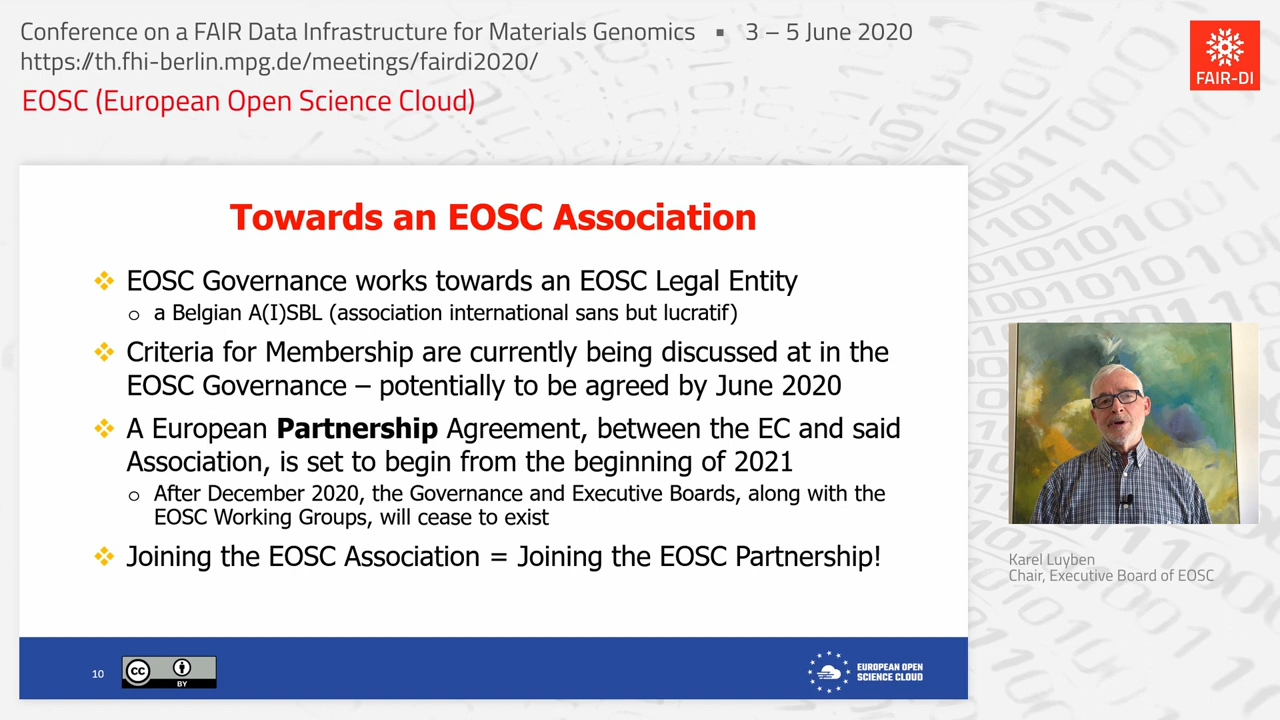 Conference on a FAIR Data Infrastructure for Materials Genomics ▪ 3 – 5 June 2020
https://th.fhi-berlin.mpg.de/meetings/fairdi2020/
EOSC (European Open Science Cloud)
FAIR-DI
Towards an EOSC Association
❖ EOSC Governance works towards an EOSC Legal Entity
o a Belgian A(I)SBL (association international sans but lucratif)
❖ Criteria for Membership are currently being discussed at in the
EOSC Governance – potentially to be agreed by June 2020
❖ A European Partnership Agreement, between the EC and said
Association, is set to begin from the beginning of 2021
o After December 2020, the Governance and Executive Boards, along with the
EOSC Working Groups, will cease to exist
❖ Joining the EOSC Association = Joining the EOSC Partnership!
Karel Luyben
Chair, Executive Board of EOSC
10
cc
BY
EUROPEAN OPEN
SCIENCE CLOUD